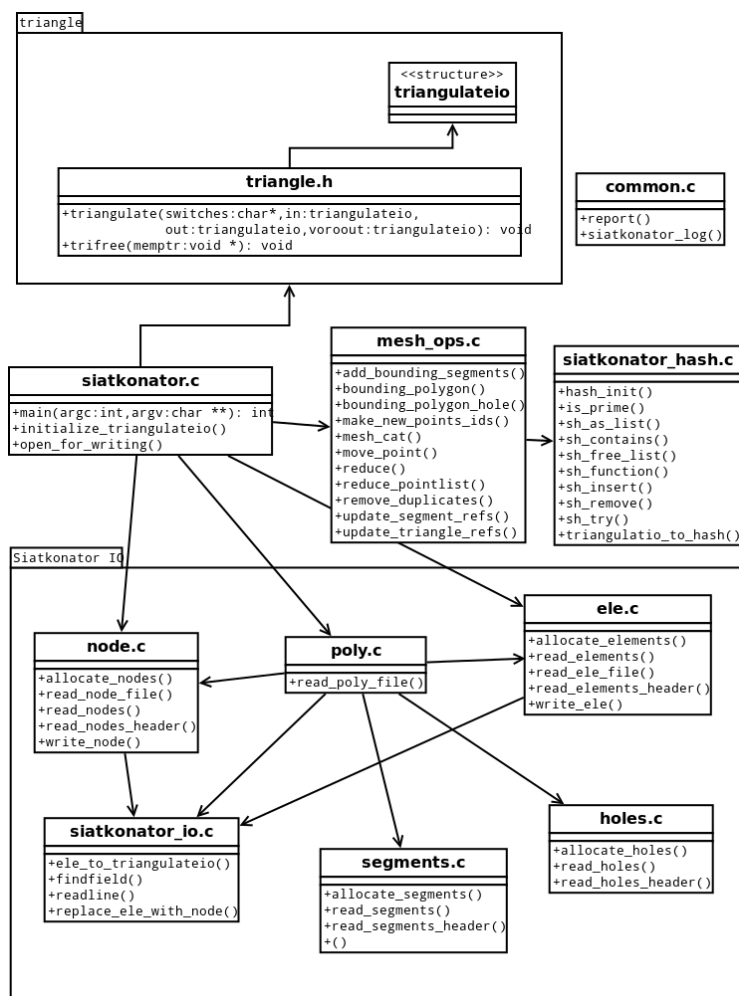 triangle
<<structure>>
triangulateio
triangle.h
+triangulate(switches:char*,in:triangulateio,
out:triangulateio,voroout:triangulateio): void
+trifree(memptr:void *): void
common.c
+report()
+siatkonator_log()
siatkonator.c
+main(argc:int,argv:char **): int
+initialize_triangulateio()
+open_for_writing()
mesh_ops.c
+add_bounding_segments()
+bounding_polygon()
+bounding_polygon_hole()
+make_new_points_ids()
+mesh_cat()
+move_point()
+reduce()
+reduce_pointlist()
+remove_duplicates()
+update_segment_refs()
+update_triangle_refs()
siatkonator_hash.c
+hash_init()
+is_prime()
+sh_as_list()
+sh_contains()
+sh_free_list()
+sh_function()
+sh_insert()
+sh_remove()
+sh_try()
+triangulatio_to_hash()
Siatkonator IO
node.c
+allocate_nodes()
+read_node_file()
+read_nodes()
+read_nodes_header()
+write_node()
poly.c
+read_poly_file()
ele.c
+allocate_elements()
+read_elements()
+read_ele_file()
+read_elements_header()
+write_ele()
siatkonator_io.c
+ele_to_triangulateio()
+findfield()
+readline()
+replace_ele_with_node()
segments.c
+allocate_segments()
+read_segments()
+read_segments_header()
+()
holes.c
+allocate_holes()
+read_holes()
+read_holes_header()